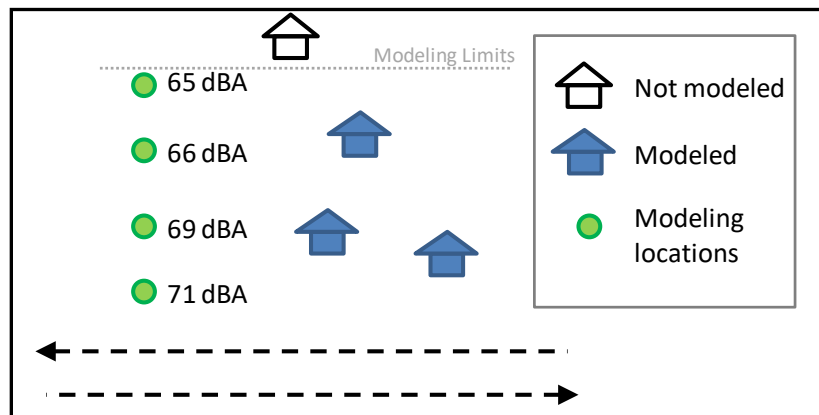 Modeling Limits
65 dBA
66 dBA
69 dBA
71 dBA
Not modeled
Modeled
Modeling
locations